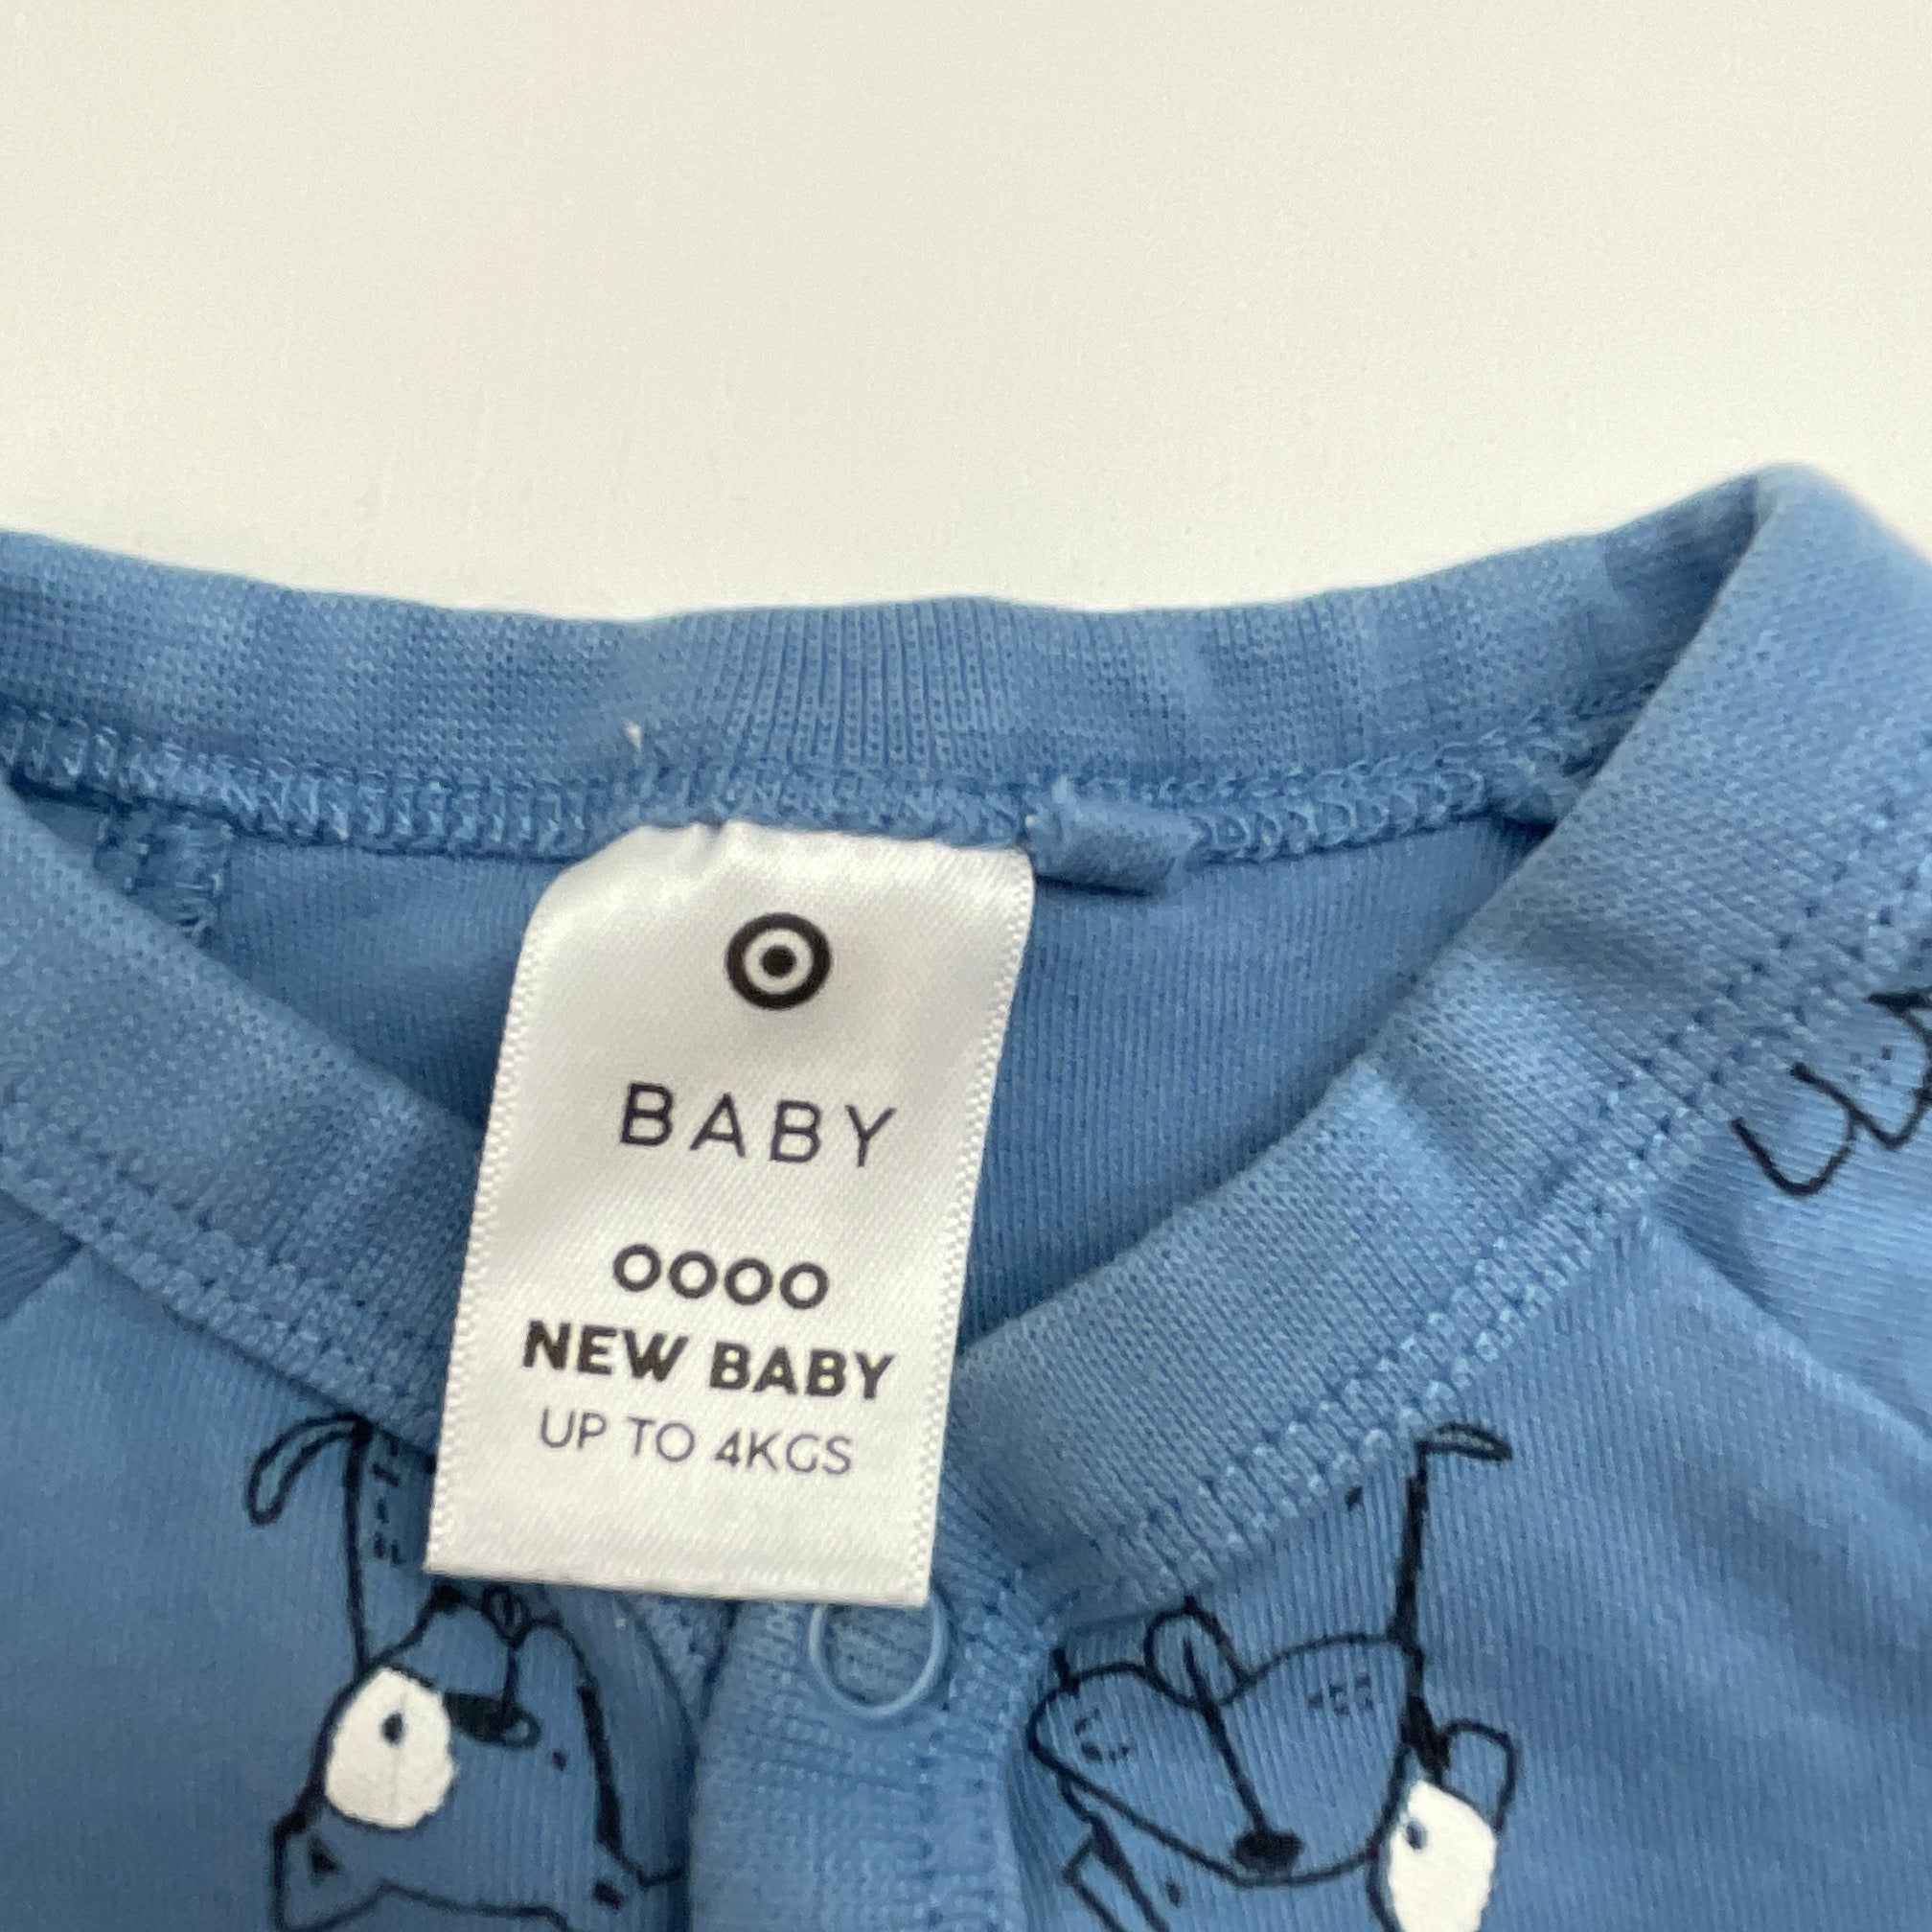 BABY
0000
NEW BABY
UP TO 4KGS